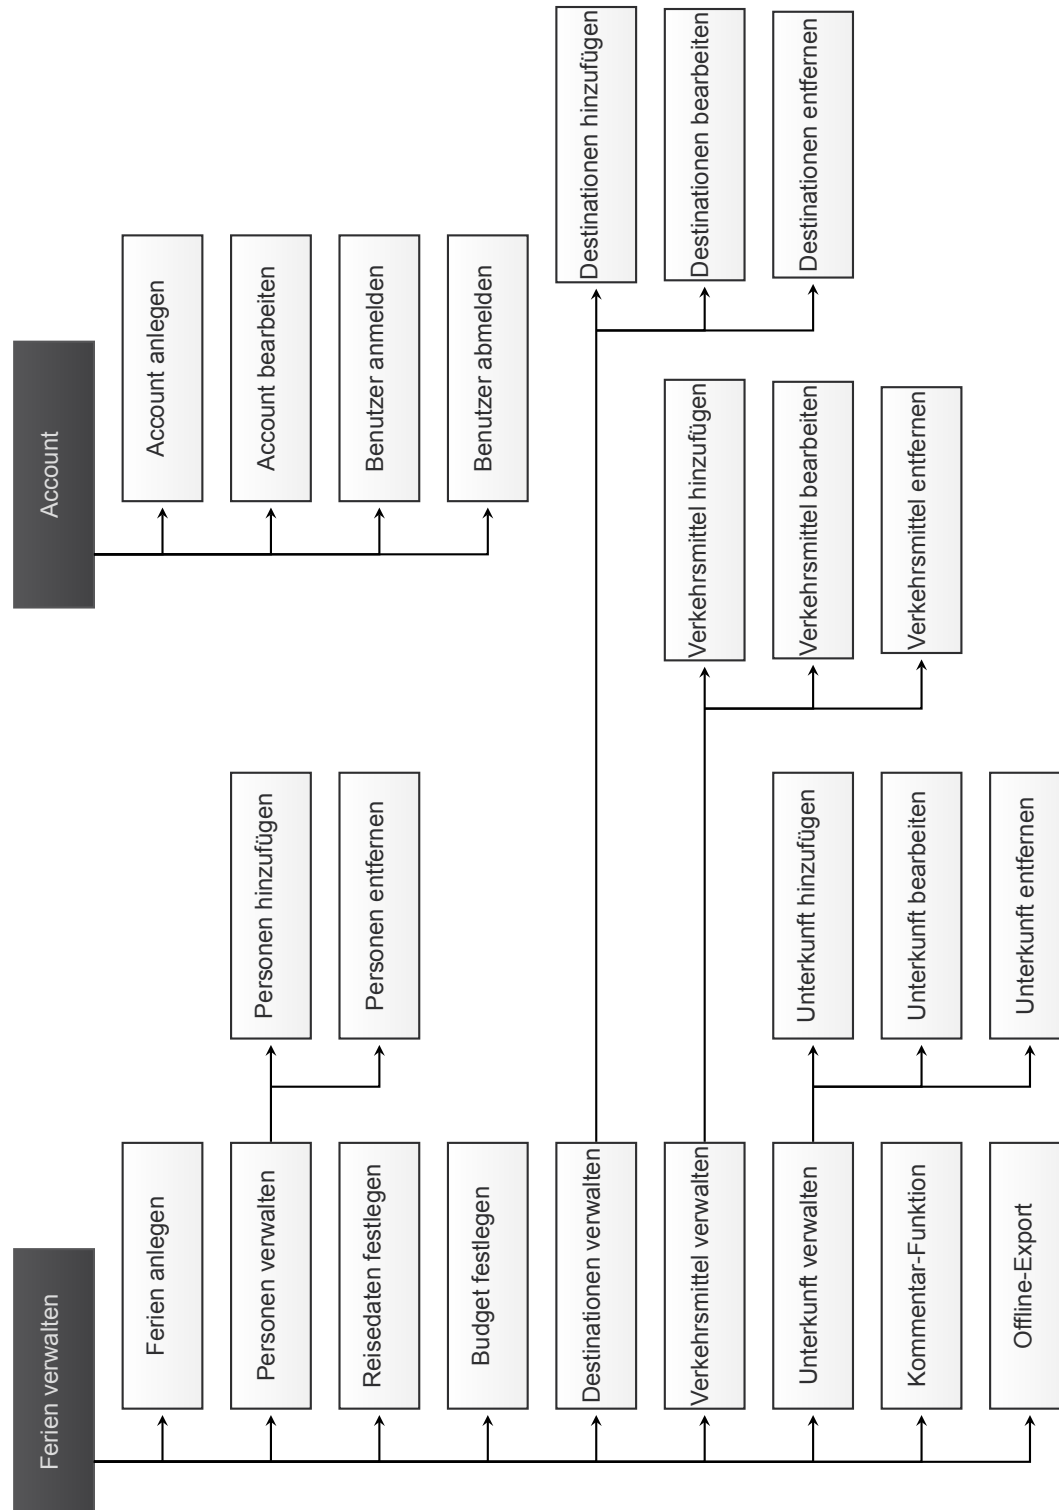 Ferien verwalten
Ferien anlegen
Personen verwalten
Personen hinzufügen
Personen entfernen
Reisedaten festlegen
Budget festlegen
Destinationen verwalten
Destinationen hinzufügen
Destinationen bearbeiten
Destinationen entfernen
Verkehrsmittel verwalten
Verkehrsmittel hinzufügen
Verkehrsmittel bearbeiten
Verkehrsmittel entfernen
Unterkunft verwalten
Unterkunft hinzufügen
Unterkunft bearbeiten
Unterkunft entfernen
Kommentar-Funktion
Offline-Export
Account
Account anlegen
Account bearbeiten
Benutzer anmelden
Benutzer abmelden